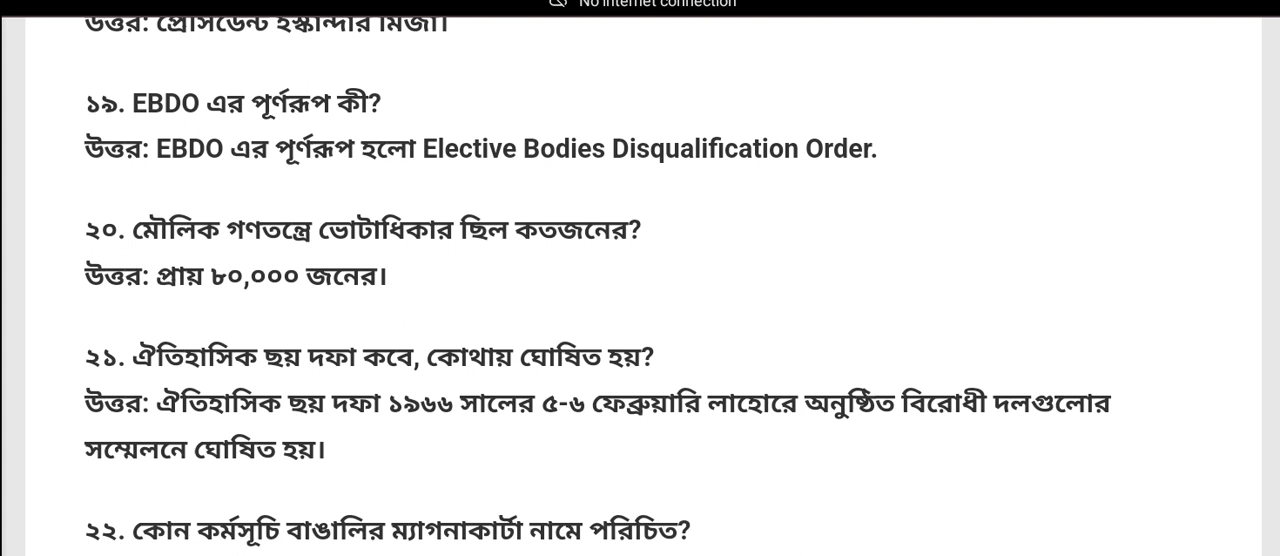 No internet connection
উত্তর: প্রেসিডেন্ট ইস্কান্দার মির্জা।
১৯. EBDO এর পূর্ণরূপ কী?
উত্তর: EBDO এর পূর্ণরূপ হলো Elective Bodies Disqualification Order.
২০. মৌলিক গণতন্ত্রে ভোটাধিকার ছিল কতজনের?
উত্তর: প্রায় ৮০,০০০ জনের।
২১. ঐতিহাসিক ছয় দফা কবে, কোথায় ঘোষিত হয়?
উত্তর: ঐতিহাসিক ছয় দফা ১৯৬৬ সালের ৫-৬ ফেব্রুয়ারি লাহোরে অনুষ্ঠিত বিরোধী দলগুলোর
সম্মেলনে ঘোষিত হয়।
২২. কোন কর্মসূচি বাঙালির ম্যাগনাকার্টা নামে পরিচিত?